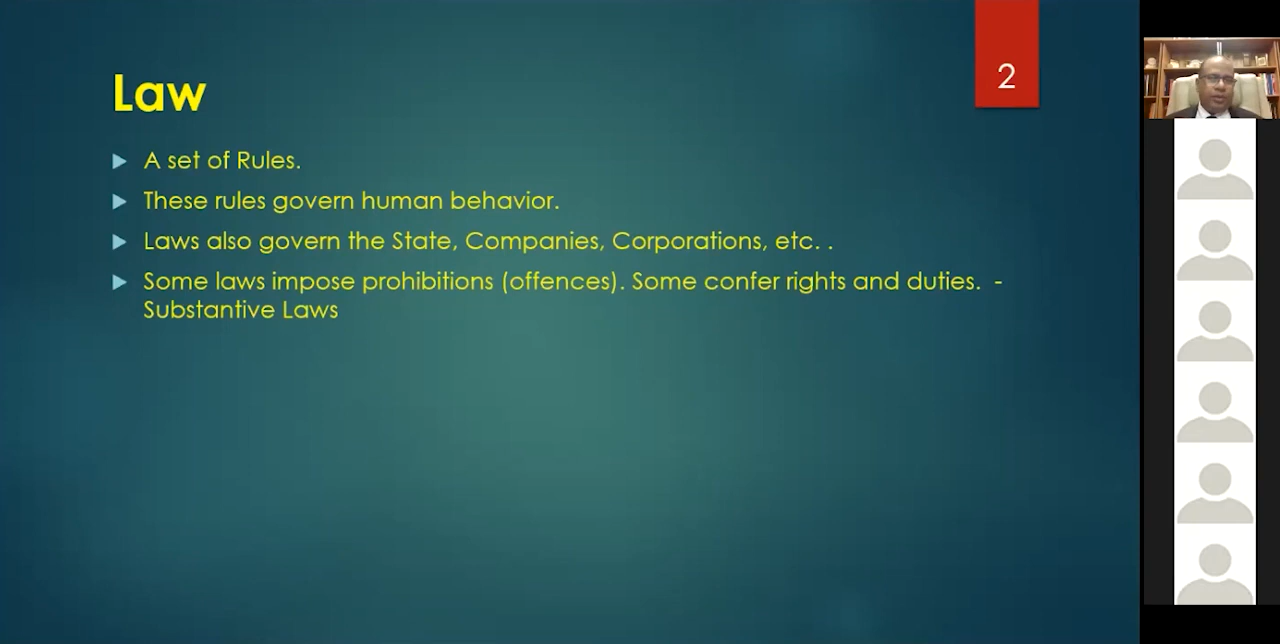 2
Law
A set of Rules.
These rules govern human behavior.
Laws also govern the State, Companies, Corporations, etc. .
Some laws impose prohibitions (offences). Some confer rights and duties. -
Substantive Laws